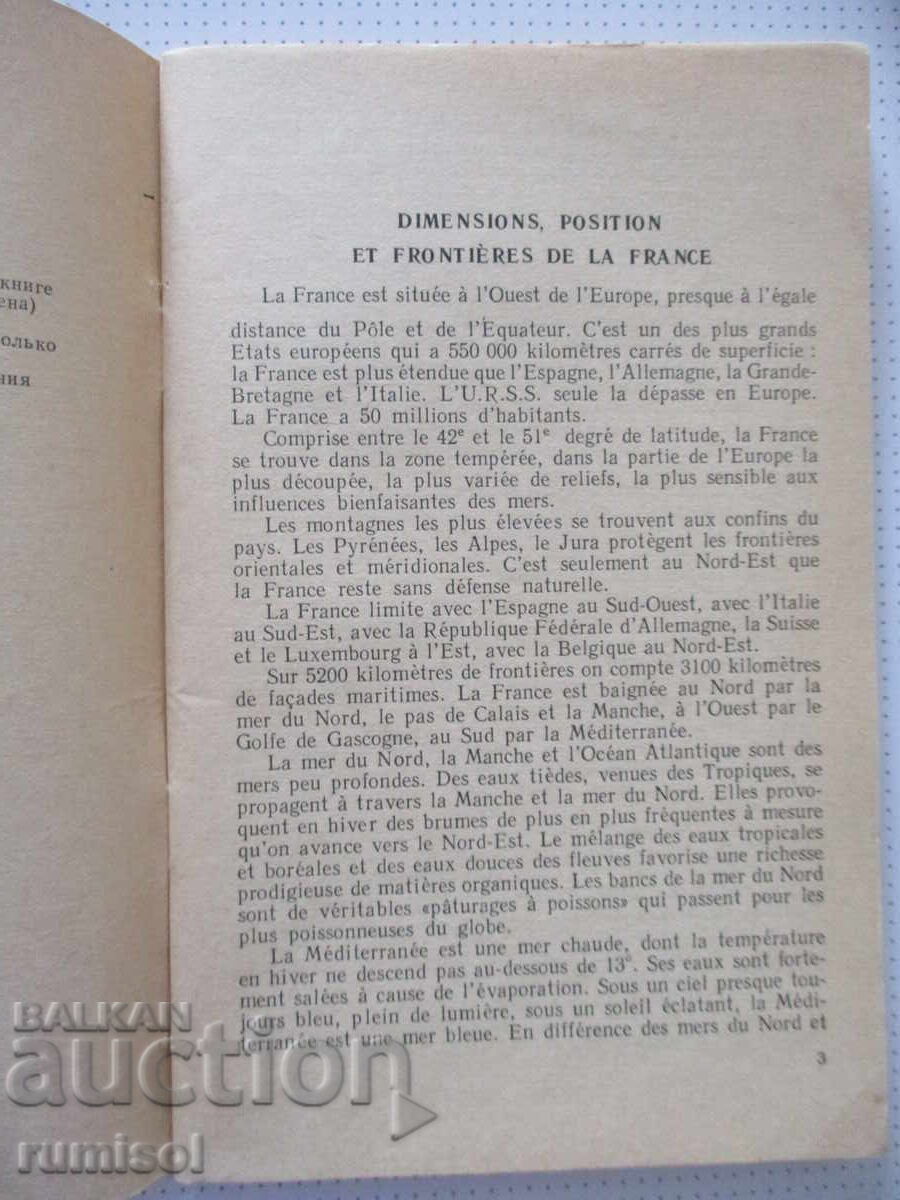 1
книге
ена)
олько
ния
DIMENSIONS, POSITION
ET FRONTIÈRES DE LA FRANCE
La France est située à l'Ouest de l'Europe, presque à l'égale
distance du Pôle et de l'Equateur. C'est un des plus grands
Etats européens qui a 550 000 kilomètres carrés de superficie :
la France est plus étendue que l'Espagne, l'Allemagne, la Grande-
Bretagne et l'Italie. L'U.R.S.S. seule la dépasse en Europe.
La France a 50 millions d'habitants.
Comprise entre le 42e et le 51e degré de latitude, la France
se trouve dans la zone tempérée, dans la partie de l'Europe la
plus découpée, la plus variée de reliefs, la plus sensible aux
influences bienfaisantes des mers.
Les montagnes les plus élevées se trouvent aux confins du
pays. Les Pyrénées, les Alpes, le Jura protègent les frontières
orientales et méridionales. C'est seulement au Nord-Est que
la France reste sans défense naturelle.
La France limite avec l'Espagne au Sud-Ouest, avec l'Italie
au Sud-Est, avec la République Fédérale d'Allemagne, la Suisse
et le Luxembourg à l'Est, avec la Belgique au Nord-Est.
Sur 5200 kilomètres de frontières on compte 3100 kilomètres
de façades maritimes. La France est baignée au Nord par la
mer du Nord, le pas de Calais et la Manche, à l'Ouest par le
Golfe de Gascogne, au Sud par la Méditerranée.
La mer du Nord, la Manche et l'Océan Atlantique sont des
mers peu profondes. Des eaux tièdes, venues des Tropiques, se
propagent à travers la Manche et la mer du Nord. Elles provo-
quent en hiver des brumes de plus en plus fréquentes à mesure
qu'on avance vers le Nord-Est. Le mélange des eaux tropicales
et boréales et des eaux douces des fleuves favorise une richesse
prodigieuse de matières organiques. Les bancs de la mer du Nord
sont de véritables «pâturages à poissons» qui passent pour les
plus poissonneuses du globe.
La Méditerranée est une mer chaude, dont la température
en hiver ne descend pas au-dessous de 13°. Ses eaux sont forte-
ment salées à cause de l'évaporation. Sous un ciel presque tou-
jours bleu, plein de lumière, sous un soleil éclatant, la Médi-
terranée est une mer bleue. En différence des mers du Nord et
3
BALKAN
auction
rumisol